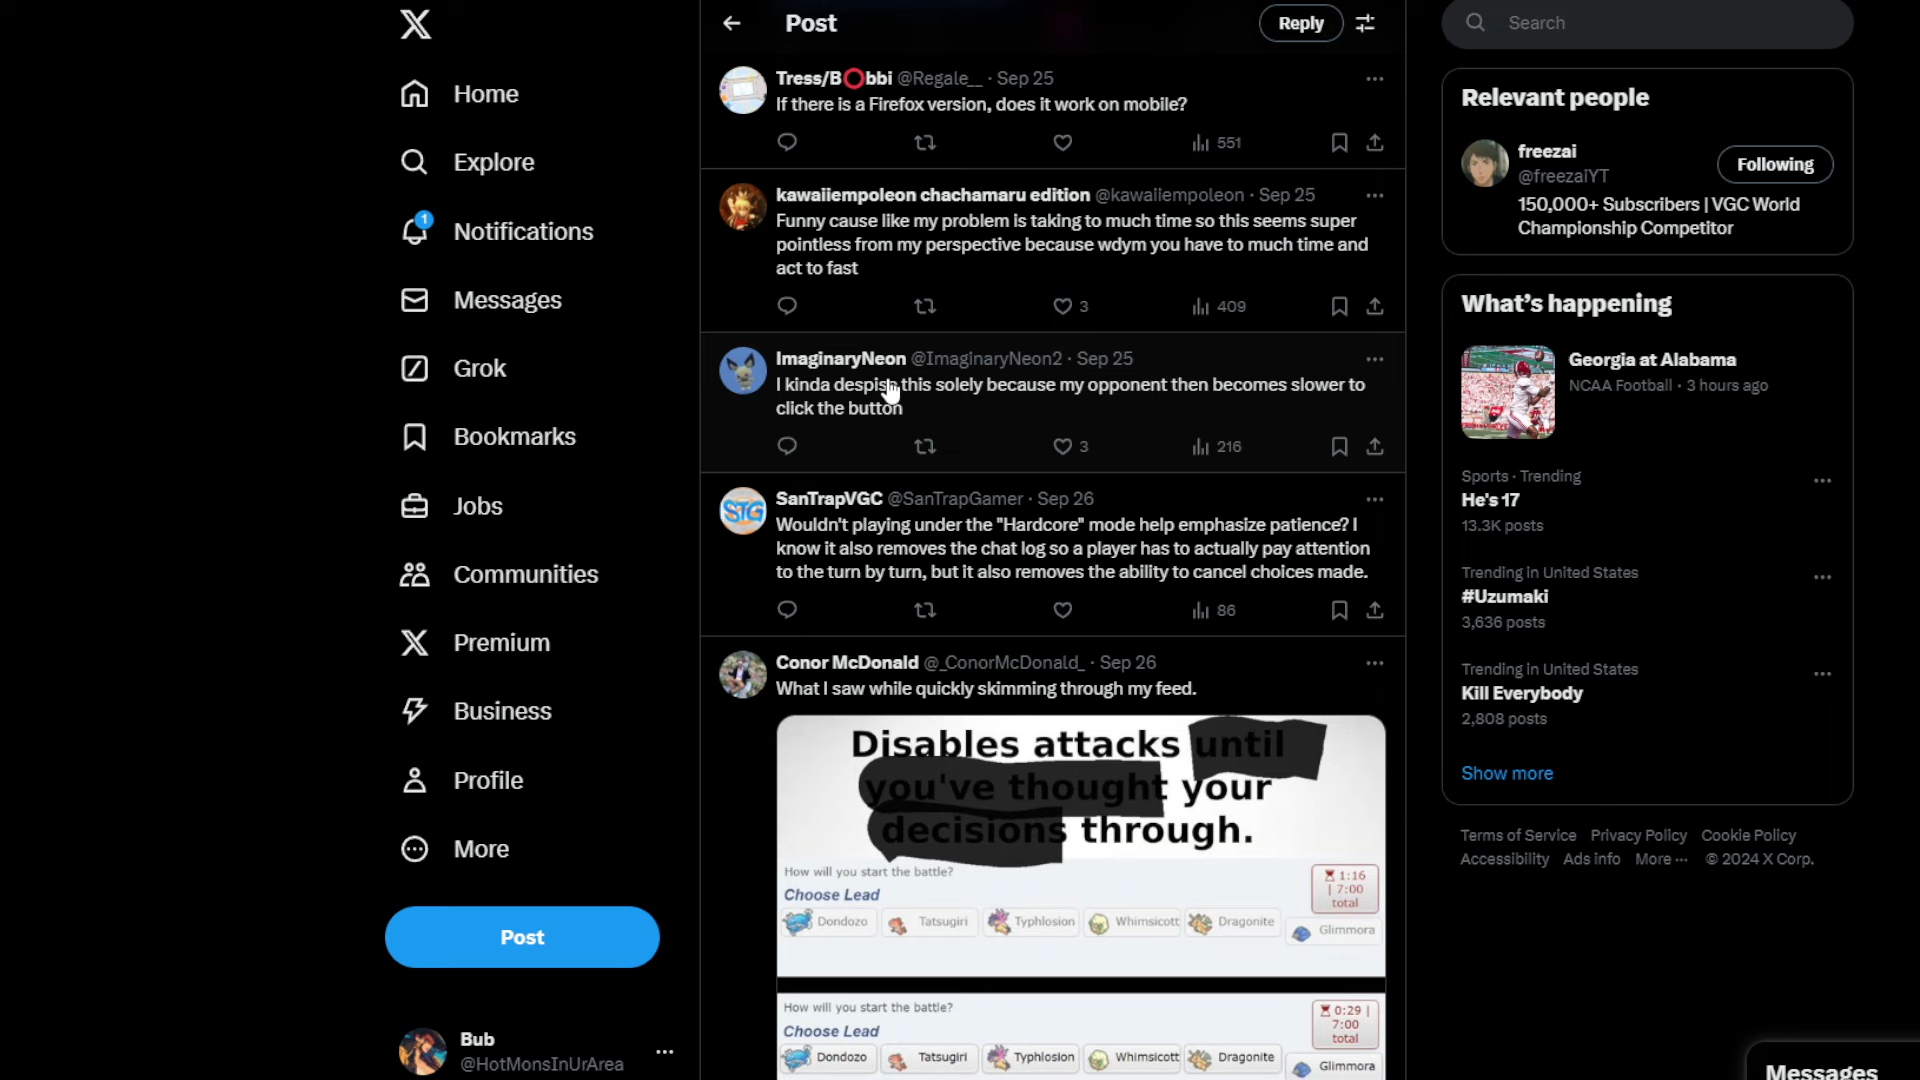 Home
Explore
1
Notifications
Messages
Grok
Bookmarks
Jobs
Communities
Premium
Business
Profile
More
Post
Bub
@HotMonsInUrArea
Post
Reply
Tress/B⭕bbi @Regale__ · Sep 25
If there is a Firefox version, does it work on mobile?
551
kawaiiempoleon chachamaru edition @kawaiiempoleon · Sep 25
Funny cause like my problem is taking to much time so this seems super
pointless from my perspective because wdym you have to much time and
act to fast
3 409
ImaginaryNeon @ImaginaryNeon2 · Sep 25
I kinda despise this solely because my opponent then becomes slower to
click the button
3 216
SanTrapVGC @SanTrapGamer · Sep 26
Wouldn't playing under the "Hardcore" mode help emphasize patience? I
know it also removes the chat log so a player has to actually pay attention
to the turn by turn, but it also removes the ability to cancel choices made.
86
Conor McDonald @_ConorMcDonald_ · Sep 26
What I saw while quickly skimming through my feed.
Disables attacks until
you've thought your
decisions through.
How will you start the battle?
Choose Lead
1:16
| 7:00
total
Dondozo Tatsugiri Typhlosion Whimsicott Dragonite Glimmora
How will you start the battle?
Choose Lead
0:29 |
7:00
total
Dondozo Tatsugiri Typhlosion Whimsicott Dragonite Glimmora
Search
Relevant people
freezai
@freezaiYT
Following
150,000+ Subscribers | VGC World
Championship Competitor
What's happening
Georgia at Alabama
NCAA Football · 3 hours ago
Sports · Trending
He's 17
13.3K posts
Trending in United States
#Uzumaki
3,636 posts
Trending in United States
Kill Everybody
2,808 posts
Show more
Terms of Service Privacy Policy Cookie Policy
Accessibility Ads info More ··· © 2024 X Corp.
Messages
STG